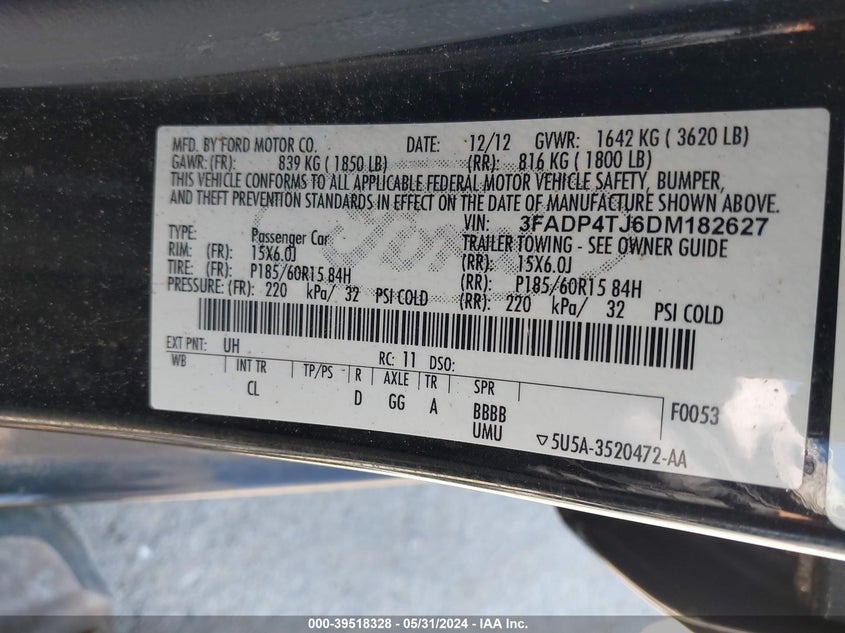 MFD. BY FORD MOTOR CO. DATE: 12/12 GVWR: 1642 KG ( 3620 LB)
GAWR:(FR): 839 KG ( 1850 LB) (RR): 816 KG ( 1800 LB)
THIS VEHICLE CONFORMS TO ALL APPLICABLE FEDERAL MOTOR VEHICLE SAFETY, BUMPER,
AND THEFT PREVENTION STANDARDS IN EFFECT ON THE DATE OF MANUFACTURE SHOWN ABOVE.
VIN: 3FADP4TJ6DM182627
TYPE: Passenger Car TRAILER TOWING - SEE OWNER GUIDE
RIM: (FR): 15X6.0J (RR): 15X6.0J
TIRE: (FR): P185/60R15 84H (RR): P185/60R15 84H
PRESSURE: (FR): 220 kPa/ 32 PSI COLD (RR): 220 kPa/ 32 PSI COLD
EXT PNT: UH RC: 11 DSO:
WB INT TR TP/PS R AXLE TR SPR
CL D GG A BBBB F0053
UMU ▽5U5A-3520472-AA
Ford
000-39518328 - 05/31/2024 - IAA Inc.